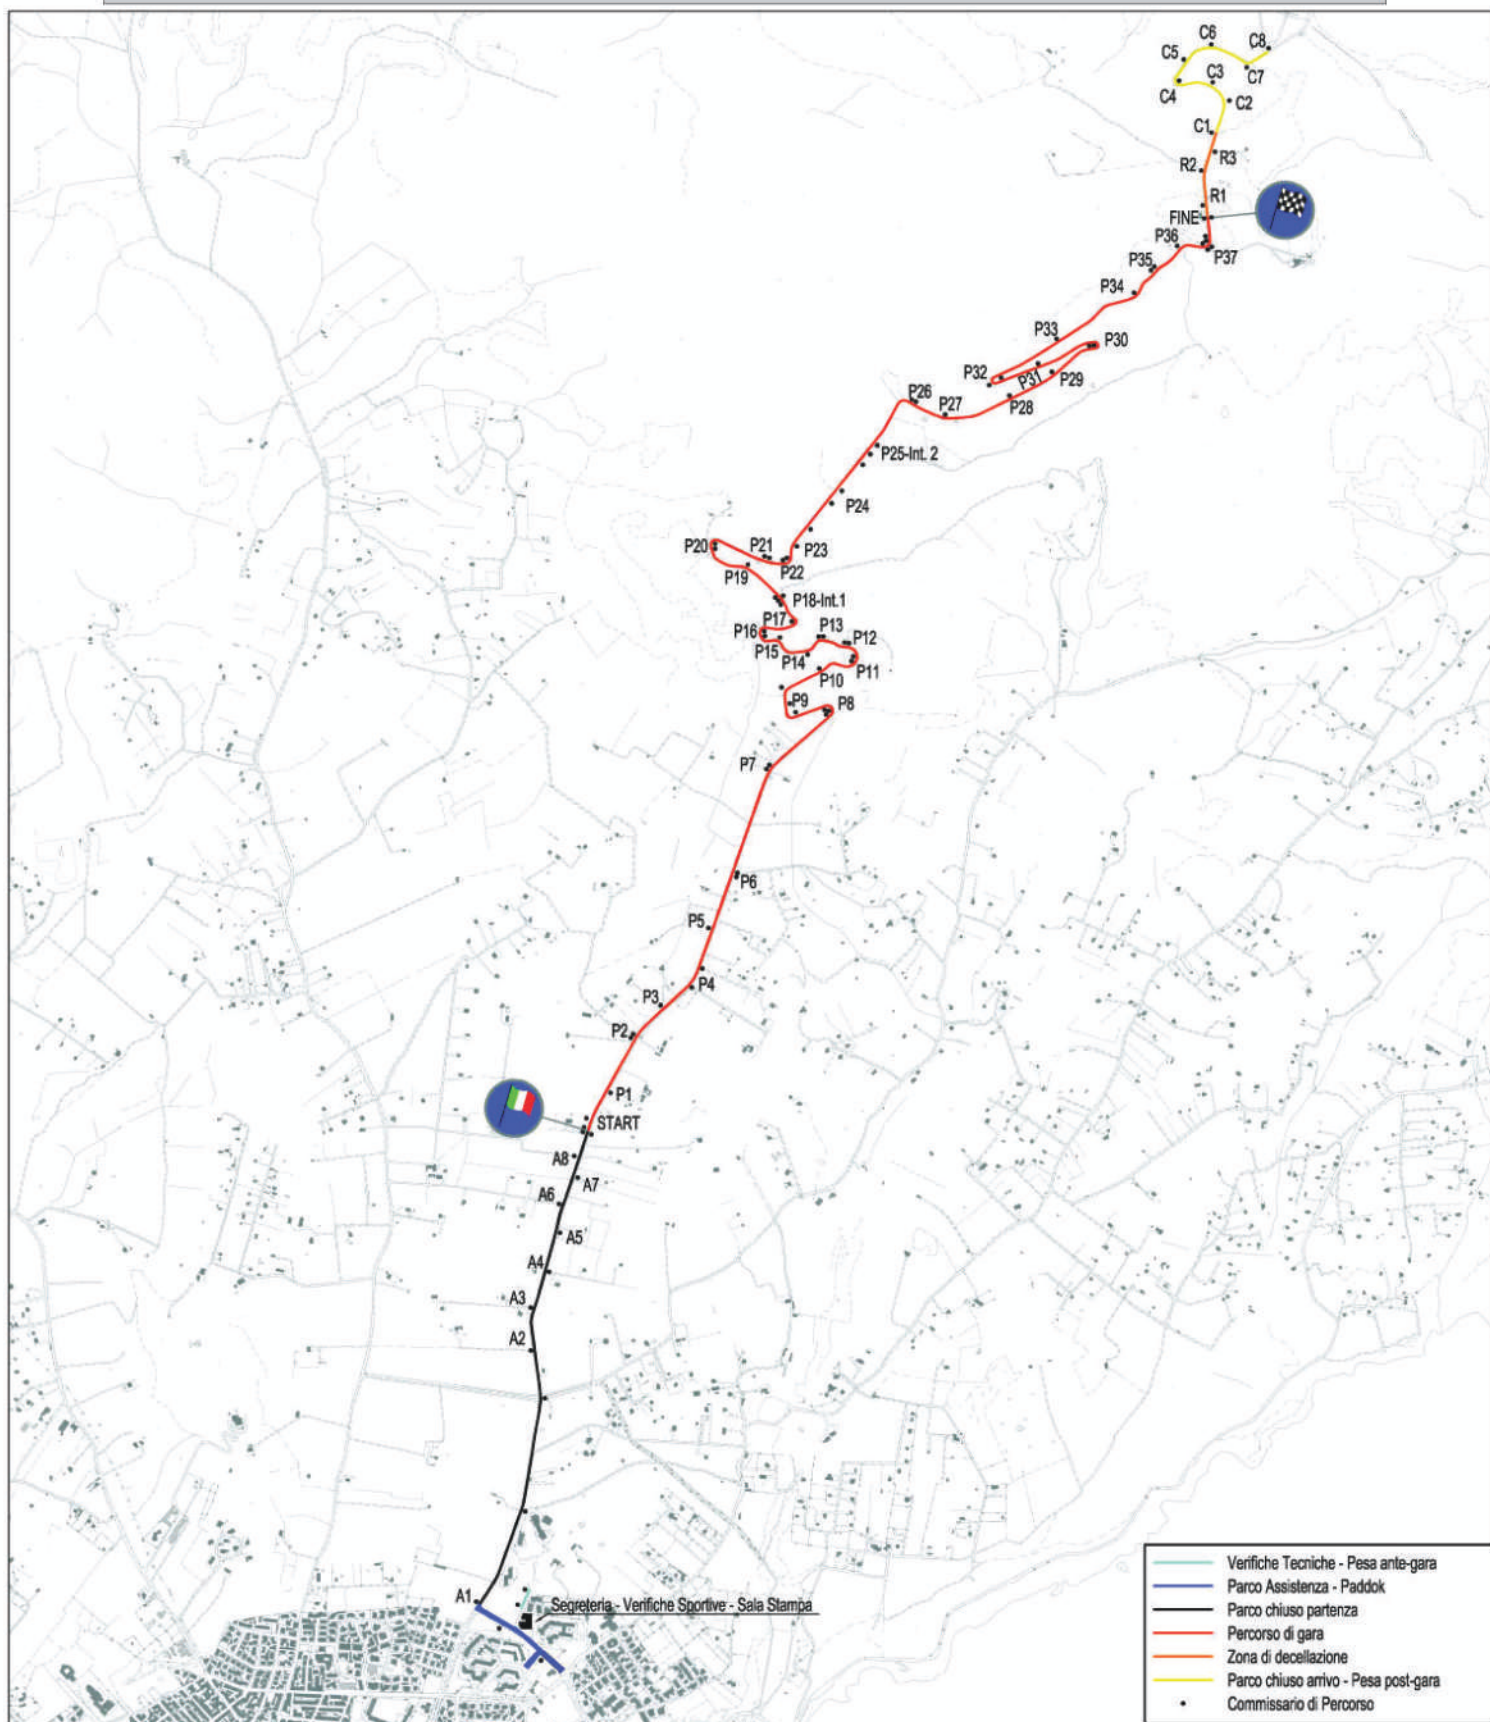 C6
C8
C5
C3
C7
C4
C2
C1
R3
R2
R1
FINE
P36
P37
P35
P34
P33
P30
P32
P31
P29
P26
P28
P27
P25-Int. 2
P24
P23
P20
P21
P22
P19
P18-Int.1
P17
P16
P13
P12
P15
P14
P11
P10
P9
P8
P7
P6
P5
P4
P3
P2
P1
START
A8
A7
A6
A5
A4
A3
A2
A1
Segreteria - Verifiche Sportive - Sala Stampa
Verifiche Tecniche - Pesa ante-gara
Parco Assistenza - Paddok
Parco chiuso partenza
Percorso di gara
Zona di decellazione
Parco chiuso arrivo - Pesa post-gara
Commissario di Percorso